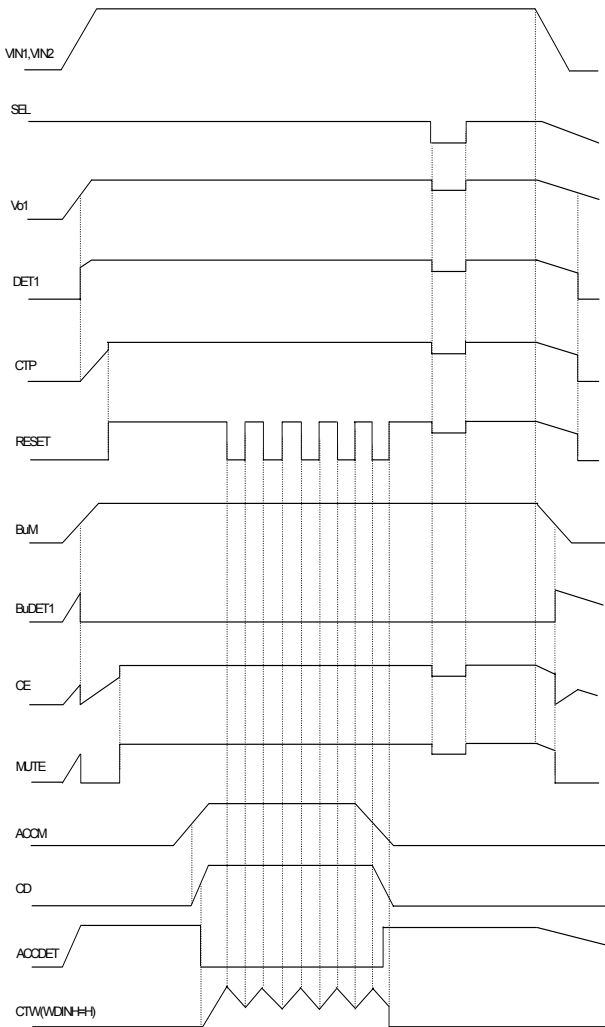 VIN1,VIN2
SEL
Vo1
DET1
CTP
RESET
BuM
BuDET1
CE
MUTE
ACCM
CD
ACCDET
CTW(WDINH=H)